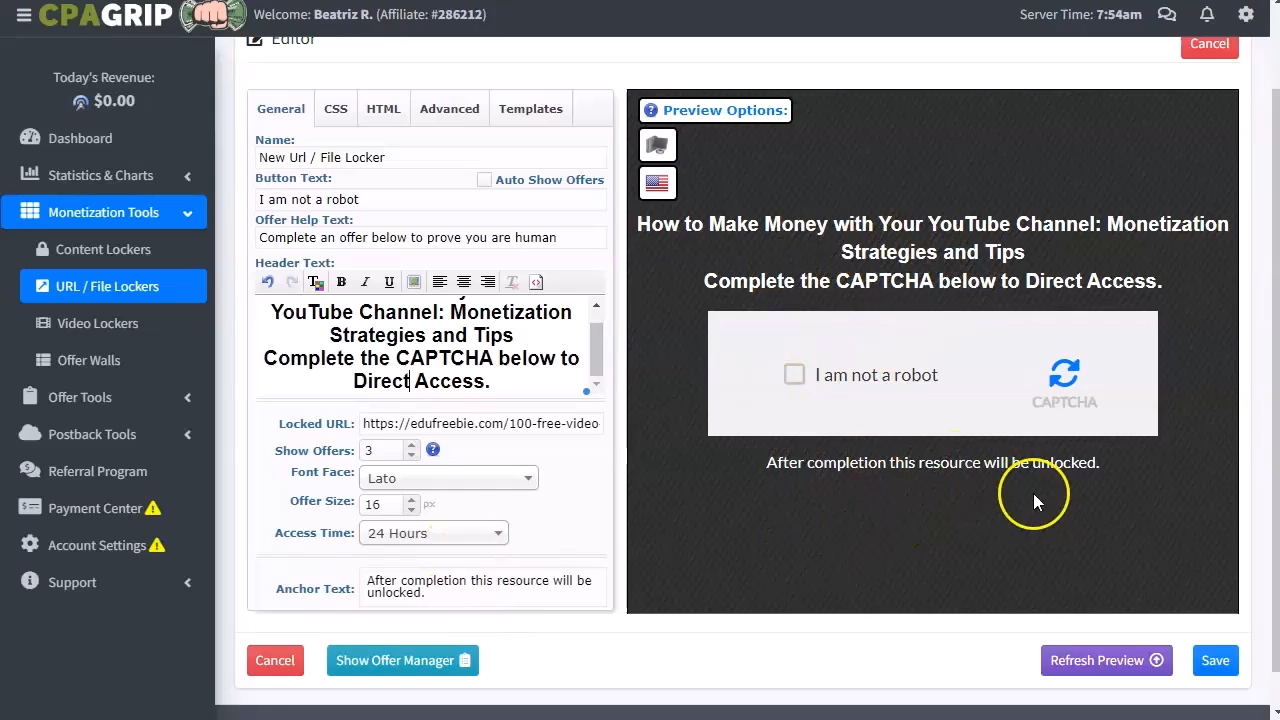 CPAGRIP
Welcome: Beatriz R. (Affiliate: #286212)
Server Time: 7:54am
Today's Revenue:
$0.00
Dashboard
Statistics & Charts
Monetization Tools
Content Lockers
URL / File Lockers
Video Lockers
Offer Walls
Offer Tools
Postback Tools
Referral Program
Payment Center
Account Settings
Support
Editor
Cancel
General
CSS
HTML
Advanced
Templates
Name:
New Url / File Locker
Button Text:
Auto Show Offers
I am not a robot
Offer Help Text:
Complete an offer below to prove you are human
Header Text:
B I U
YouTube Channel: Monetization
Strategies and Tips
Complete the CAPTCHA below to
Direct Access.
Locked URL: https://edufreebie.com/100-free-video
Show Offers: 3
Font Face: Lato
Offer Size: 16 px
Access Time: 24 Hours
Anchor Text: After completion this resource will be
unlocked.
Preview Options:
How to Make Money with Your YouTube Channel: Monetization
Strategies and Tips
Complete the CAPTCHA below to Direct Access.
I am not a robot
CAPTCHA
After completion this resource will be unlocked.
Cancel
Show Offer Manager
Refresh Preview
Save